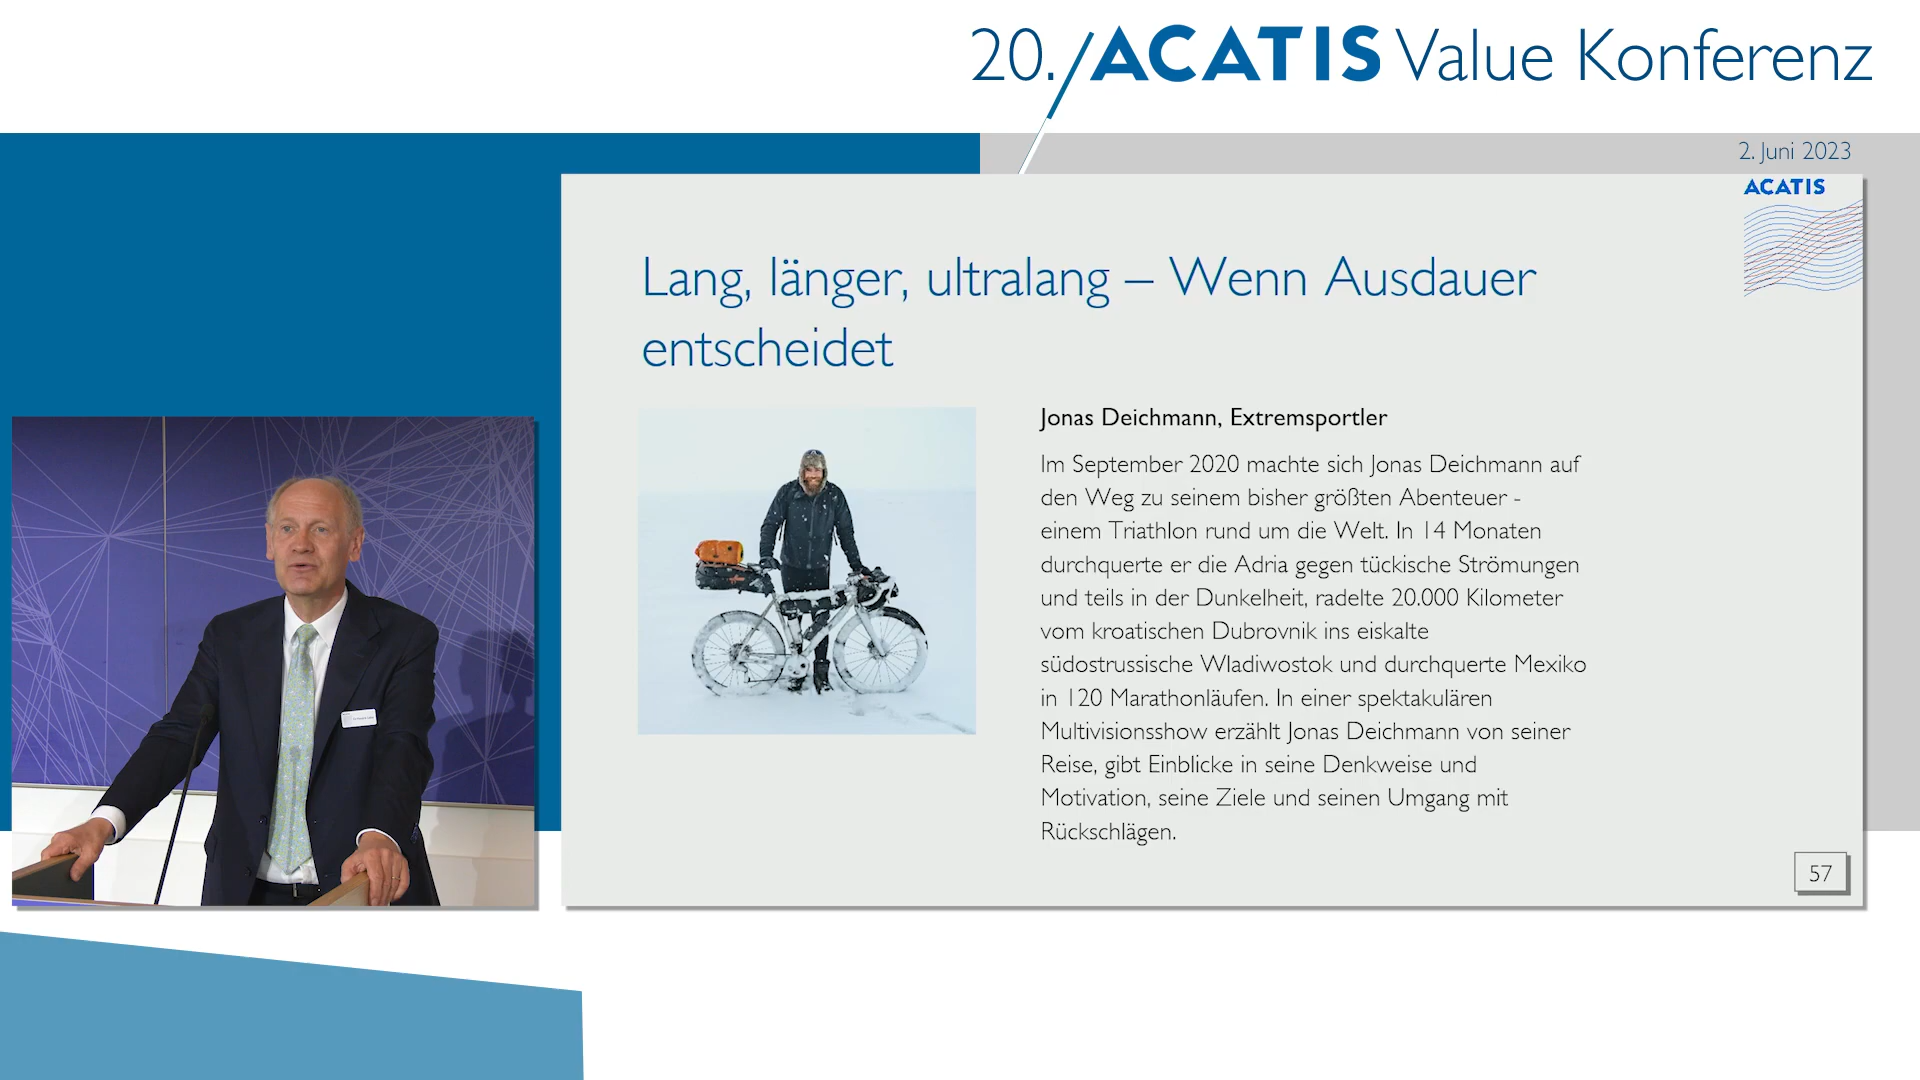 20. ACATIS Value Konferenz
2. Juni 2023
ACATIS
Lang, länger, ultralang – Wenn Ausdauer
entscheidet
Jonas Deichmann, Extremsportler
Im September 2020 machte sich Jonas Deichmann auf
den Weg zu seinem bisher größten Abenteuer -
einem Triathlon rund um die Welt. In 14 Monaten
durchquerte er die Adria gegen tückische Strömungen
und teils in der Dunkelheit, radelte 20.000 Kilometer
vom kroatischen Dubrovnik ins eiskalte
südostrussische Wladiwostok und durchquerte Mexiko
in 120 Marathonläufen. In einer spektakulären
Multivisionsshow erzählt Jonas Deichmann von seiner
Reise, gibt Einblicke in seine Denkweise und
Motivation, seine Ziele und seinen Umgang mit
Rückschlägen.
57